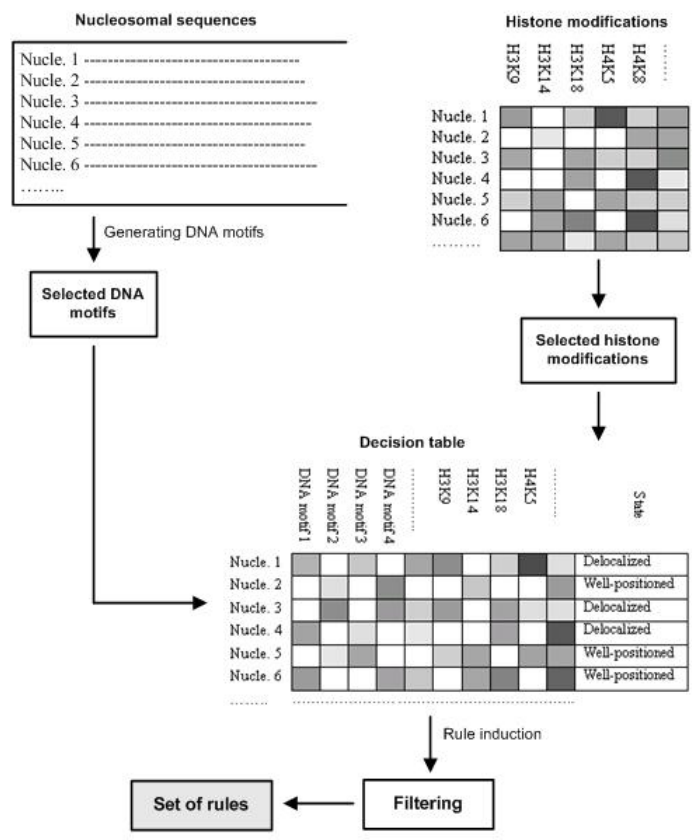 Nucleosomal sequences
Nucle. 1 ------------------------------------------
Nucle. 2 -------------------------------------------
Nucle. 3 ---------------------------------------------
Nucle. 4 --------------------------------------------
Nucle. 5 -------------------------------------------
Nucle. 6 ---------------------------------------------
........
Generating DNA motifs
Selected DNA
motifs
Histone modifications
H3K9
H3K14
H3K18
H4K5
H4K8
........
Nucle. 1
Nucle. 2
Nucle. 3
Nucle. 4
Nucle. 5
Nucle. 6
..........
Selected histone
modifications
Decision table
DNA motif 1
DNA motif 2
DNA motif 3
DNA motif 4
............
H3K9
H3K14
H3K18
H4K5
............
State
Nucle. 1 Delocalized
Nucle. 2 Well-positioned
Nucle. 3 Delocalized
Nucle. 4 Delocalized
Nucle. 5 Well-positioned
Nucle. 6 Well-positioned
........
Rule induction
Filtering
Set of rules